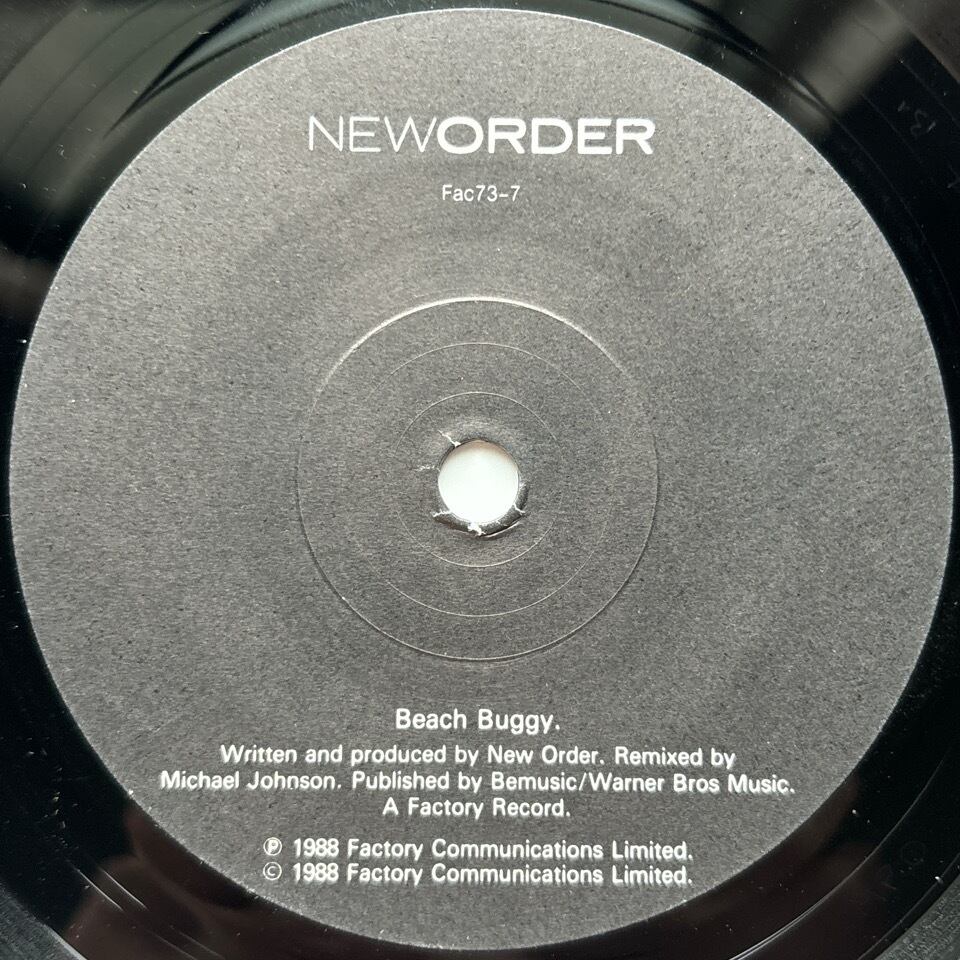 NEWORDER
Fac73-7
Beach Buggy.
Written and produced by New Order. Remixed by
Michael Johnson. Published by Bemusic/Warner Bros Music.
A Factory Record.
℗ 1988 Factory Communications Limited.
© 1988 Factory Communications Limited.